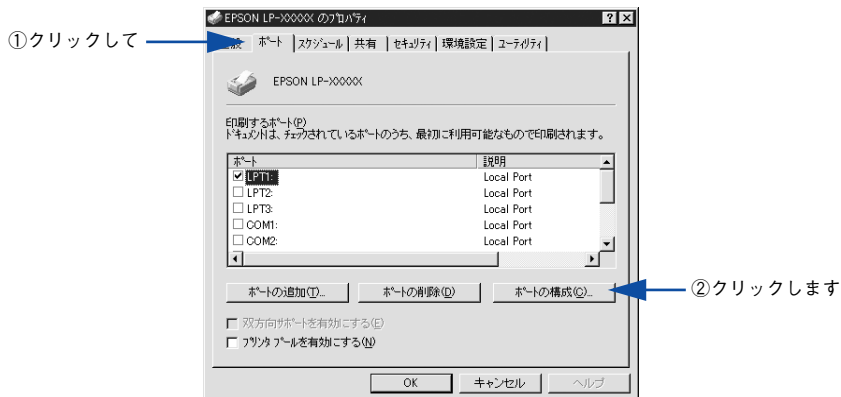 EPSON LP-XXXXX のﾌﾟﾛﾊﾟﾃｨ
①クリックして
ﾎﾟｰﾄ
ｽｹｼﾞｭｰﾙ
共有
ｾｷｭﾘﾃｨ
環境設定
ﾕｰﾃｨﾘﾃｨ
EPSON LP-XXXXX
印刷するﾎﾟｰﾄ(P)
ﾄﾞｷｭﾒﾝﾄは、ﾁｪｯｸされているﾎﾟｰﾄのうち、最初に利用可能なもので印刷されます。
ﾎﾟｰﾄ 説明
LPT1: Local Port
LPT2: Local Port
LPT3: Local Port
COM1: Local Port
COM2: Local Port
ﾎﾟｰﾄの追加(T)... ﾎﾟｰﾄの削除(D) ﾎﾟｰﾄの構成(C)...
②クリックします
双方向ｻﾎﾟｰﾄを有効にする(E)
ﾌﾟﾘﾝﾀ ﾌﾟｰﾙを有効にする(N)
OK キャンセル ヘルプ